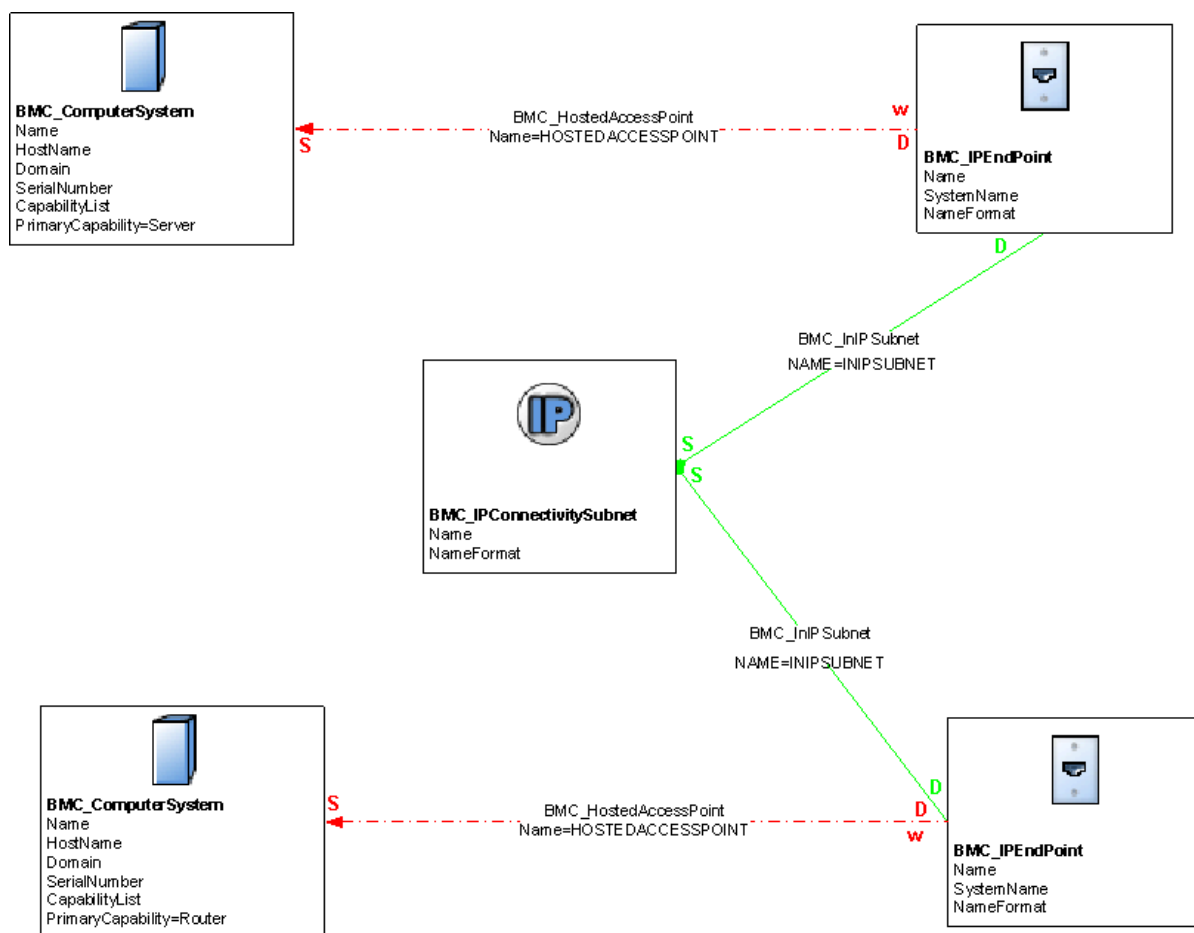 BMC_ComputerSystem
Name
HostName
Domain
SerialNumber
CapabilityList
PrimaryCapability=Server
S
BMC_HostedAccessPoint
Name=HOSTEDACCESSPOINT
w
D
BMC_IPEndPoint
Name
SystemName
NameFormat
D
BMC_InIPSubnet
NAME=INIPSUBNET
S
S
IP
BMC_IPConnectivitySubnet
Name
NameFormat
BMC_InIPSubnet
NAME=INIPSUBNET
BMC_ComputerSystem
Name
HostName
Domain
SerialNumber
CapabilityList
PrimaryCapability=Router
S
BMC_HostedAccessPoint
Name=HOSTEDACCESSPOINT
D
D
w
BMC_IPEndPoint
Name
SystemName
NameFormat